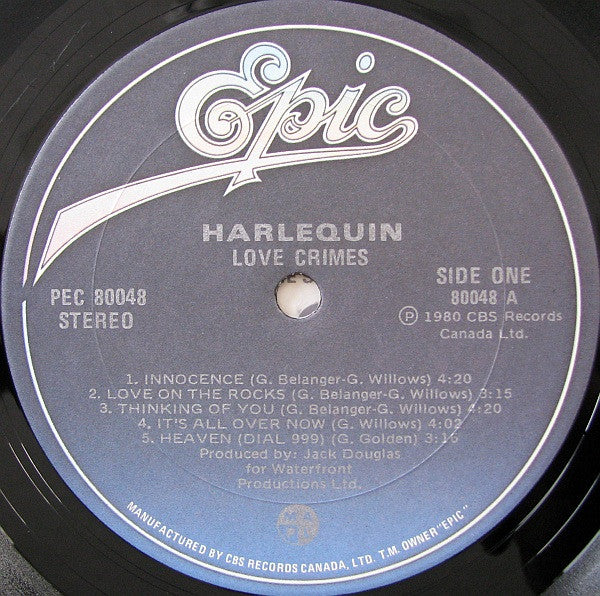 Epic
HARLEQUIN
LOVE CRIMES
PEC 80048
STEREO
SIDE ONE
80048 A
Ⓟ 1980 CBS Records
Canada Ltd.
1. INNOCENCE (G. Belanger-G. Willows) 4:20
2. LOVE ON THE ROCKS (G. Belanger-G. Willows) 3:15
3. THINKING OF YOU (G. Belanger-G. Willows) 4:20
4. IT'S ALL OVER NOW (G. Willows) 4:02
5. HEAVEN (DIAL 999) (G. Golden) 3:16
Produced by: Jack Douglas
for Waterfront
Productions Ltd.
MANUFACTURED BY CBS RECORDS CANADA, LTD. T.M. OWNER "EPIC"